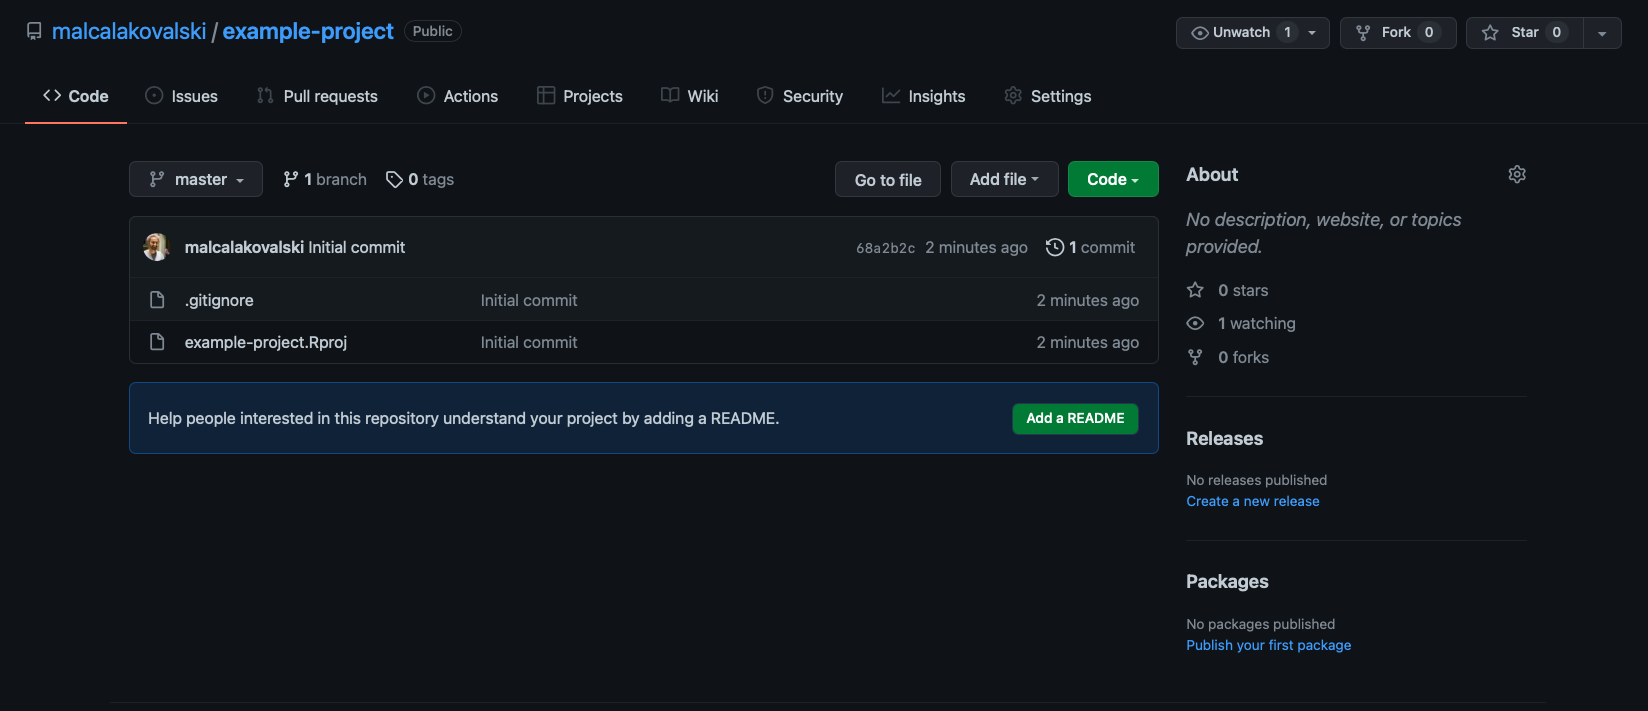 malcalakovalski / example-project Public
Unwatch 1 Fork 0 Star 0
Code Issues Pull requests Actions Projects Wiki Security Insights Settings
master 1 branch 0 tags Go to file Add file Code
malcalakovalski Initial commit 68a2b2c 2 minutes ago 1 commit
.gitignore Initial commit 2 minutes ago
example-project.Rproj Initial commit 2 minutes ago
Help people interested in this repository understand your project by adding a README. Add a README
About
No description, website, or topics
provided.
0 stars
1 watching
0 forks
Releases
No releases published
Create a new release
Packages
No packages published
Publish your first package